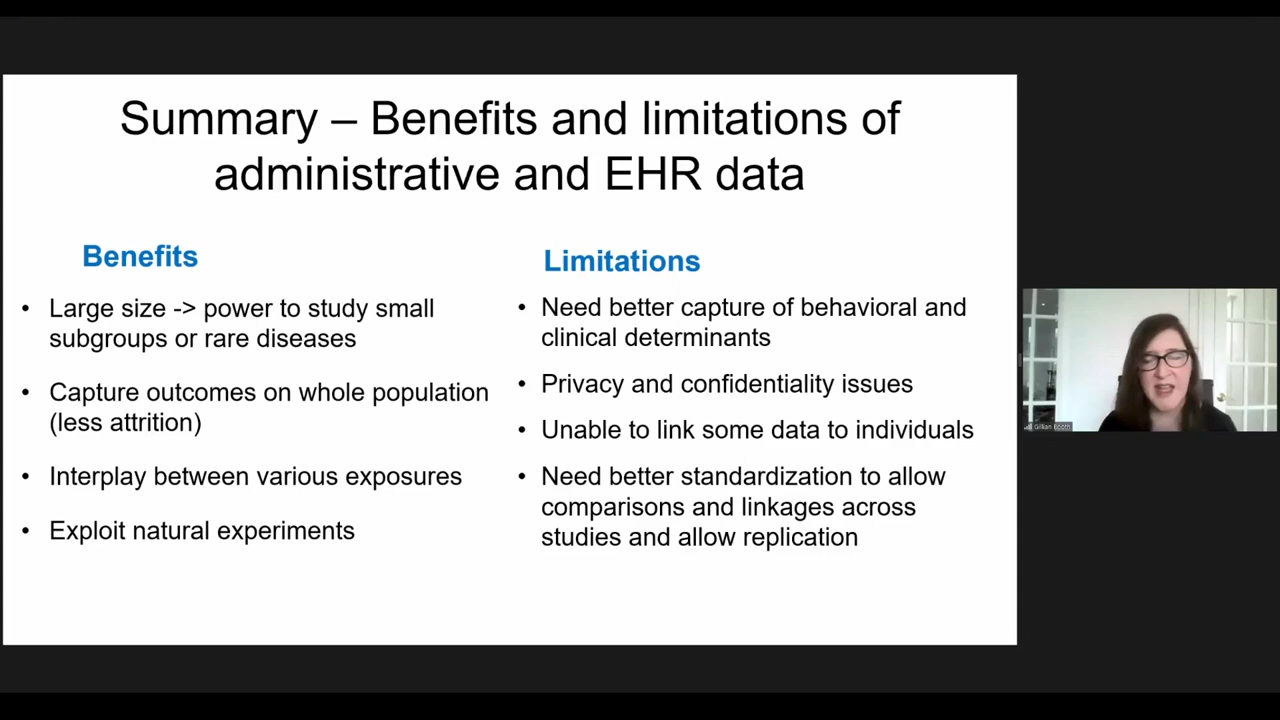 Summary – Benefits and limitations of
administrative and EHR data
Benefits
• Large size -> power to study small
subgroups or rare diseases
• Capture outcomes on whole population
(less attrition)
• Interplay between various exposures
• Exploit natural experiments
Limitations
• Need better capture of behavioral and
clinical determinants
• Privacy and confidentiality issues
• Unable to link some data to individuals
• Need better standardization to allow
comparisons and linkages across
studies and allow replication
Gillian Booth